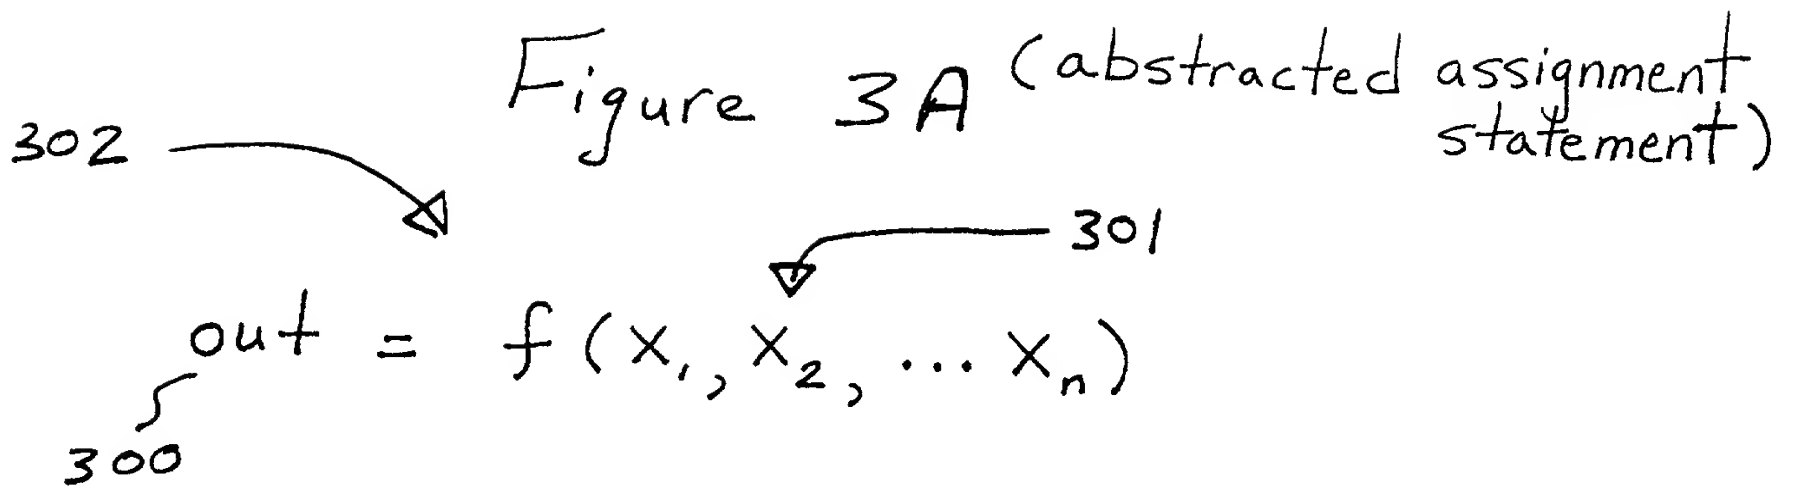 Figure 3A (abstracted assignment
statement)
302
301
out = f(x₁, x₂, ... xₙ)
300